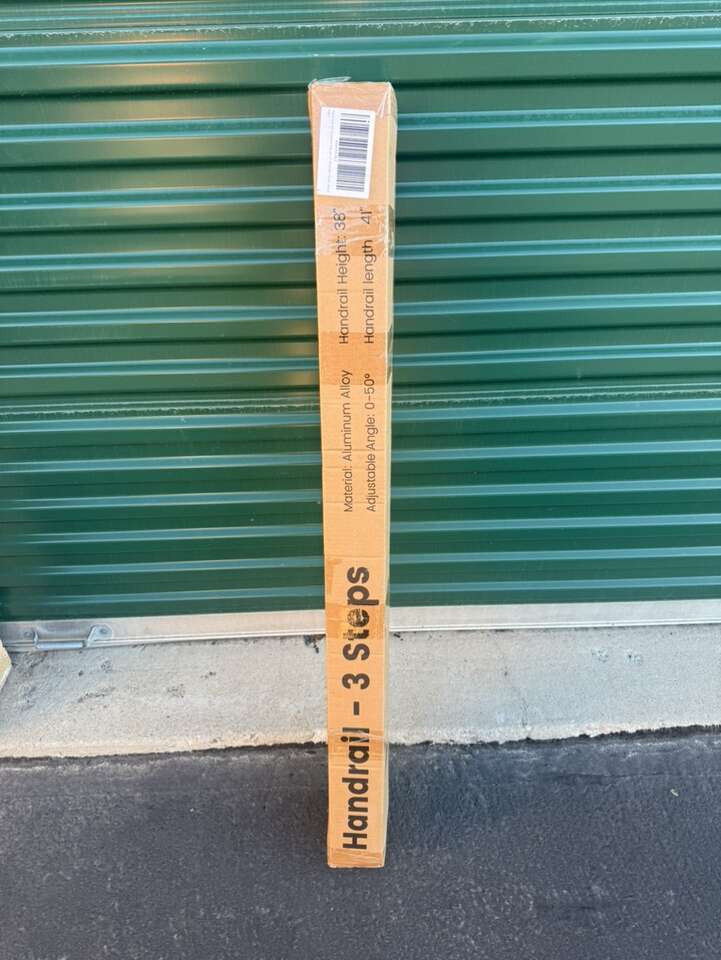 Handrail - 3 Steps
Material: Aluminum Alloy
Adjustable Angle: 0-50°
Handrail Height: 38"
Handrail length 41"